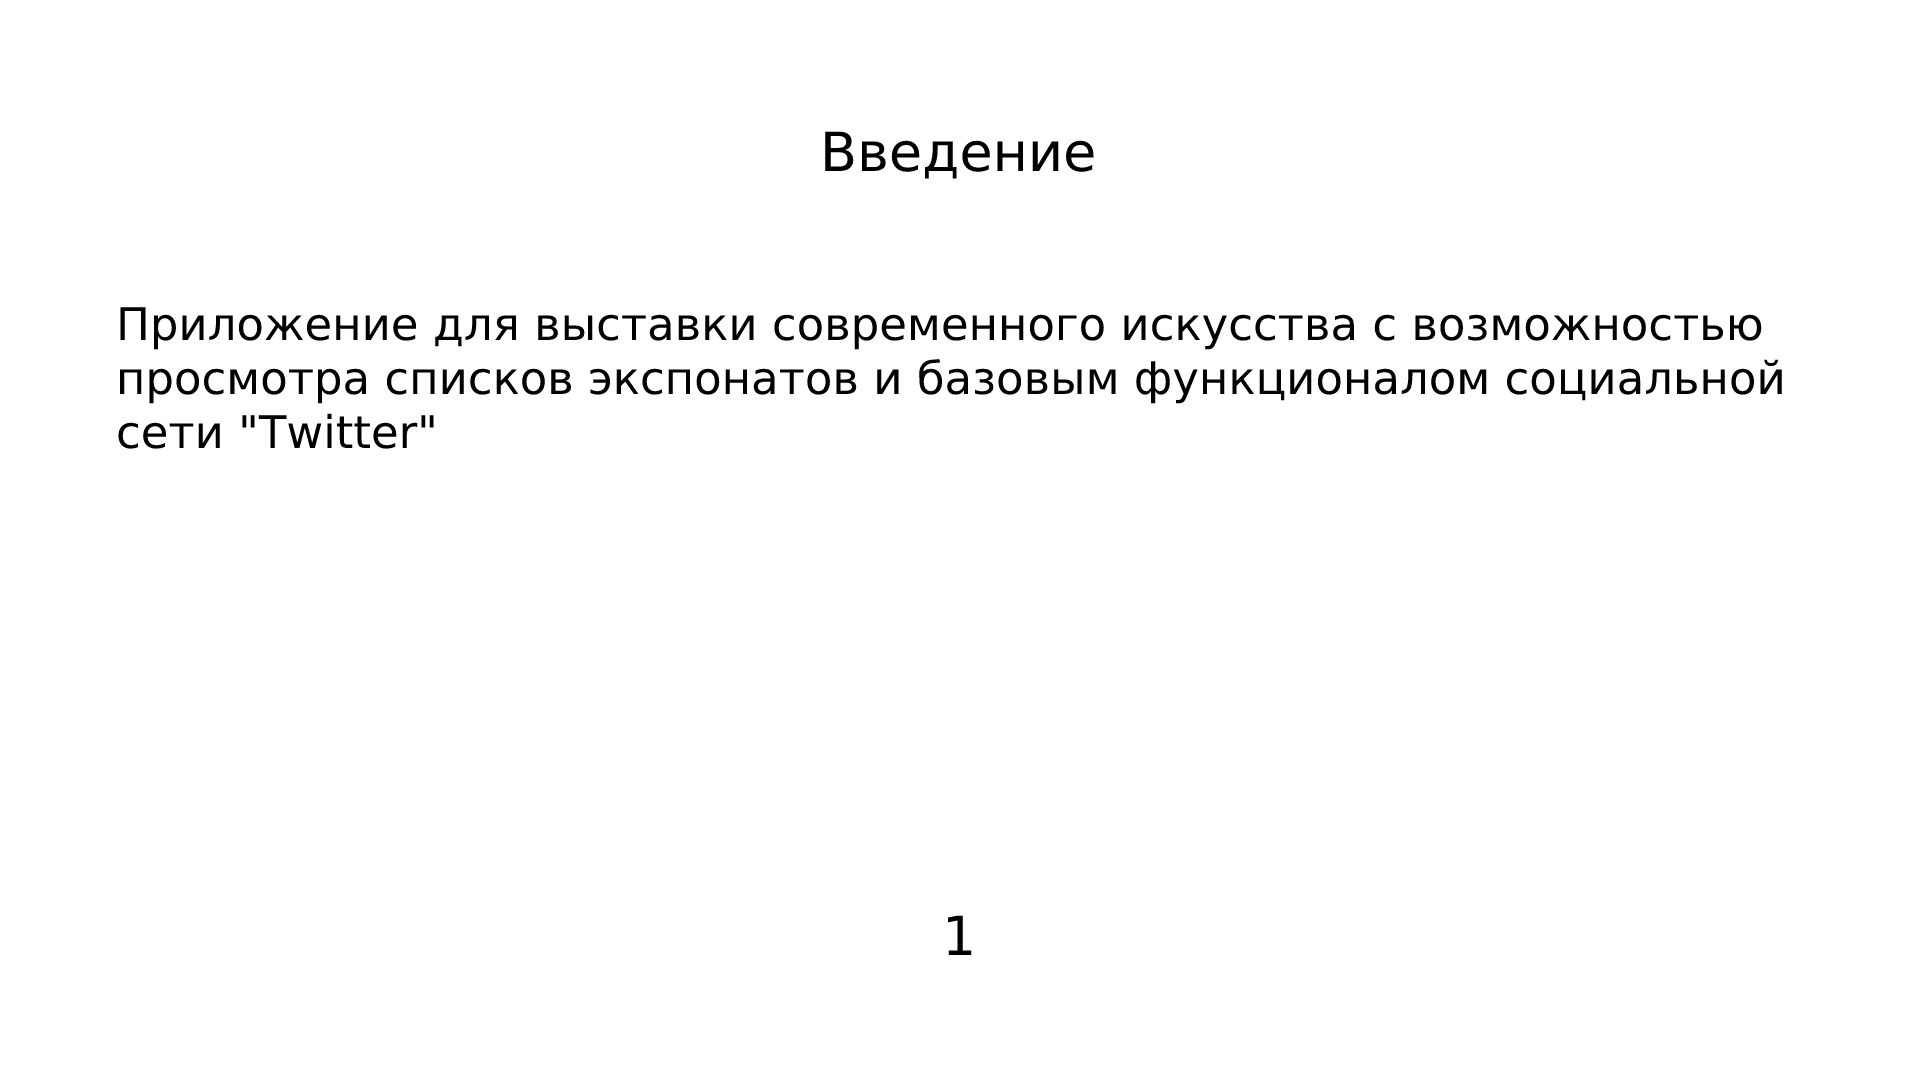 Введение
Приложение для выставки современного искусства с возможностью
просмотра списков экспонатов и базовым функционалом социальной
сети "Twitter"
1